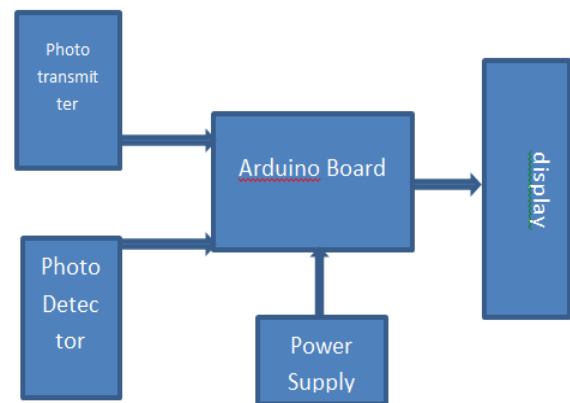 Photo
transmit
ter
Arduino Board
display
Photo
Detec
tor
Power
Supply